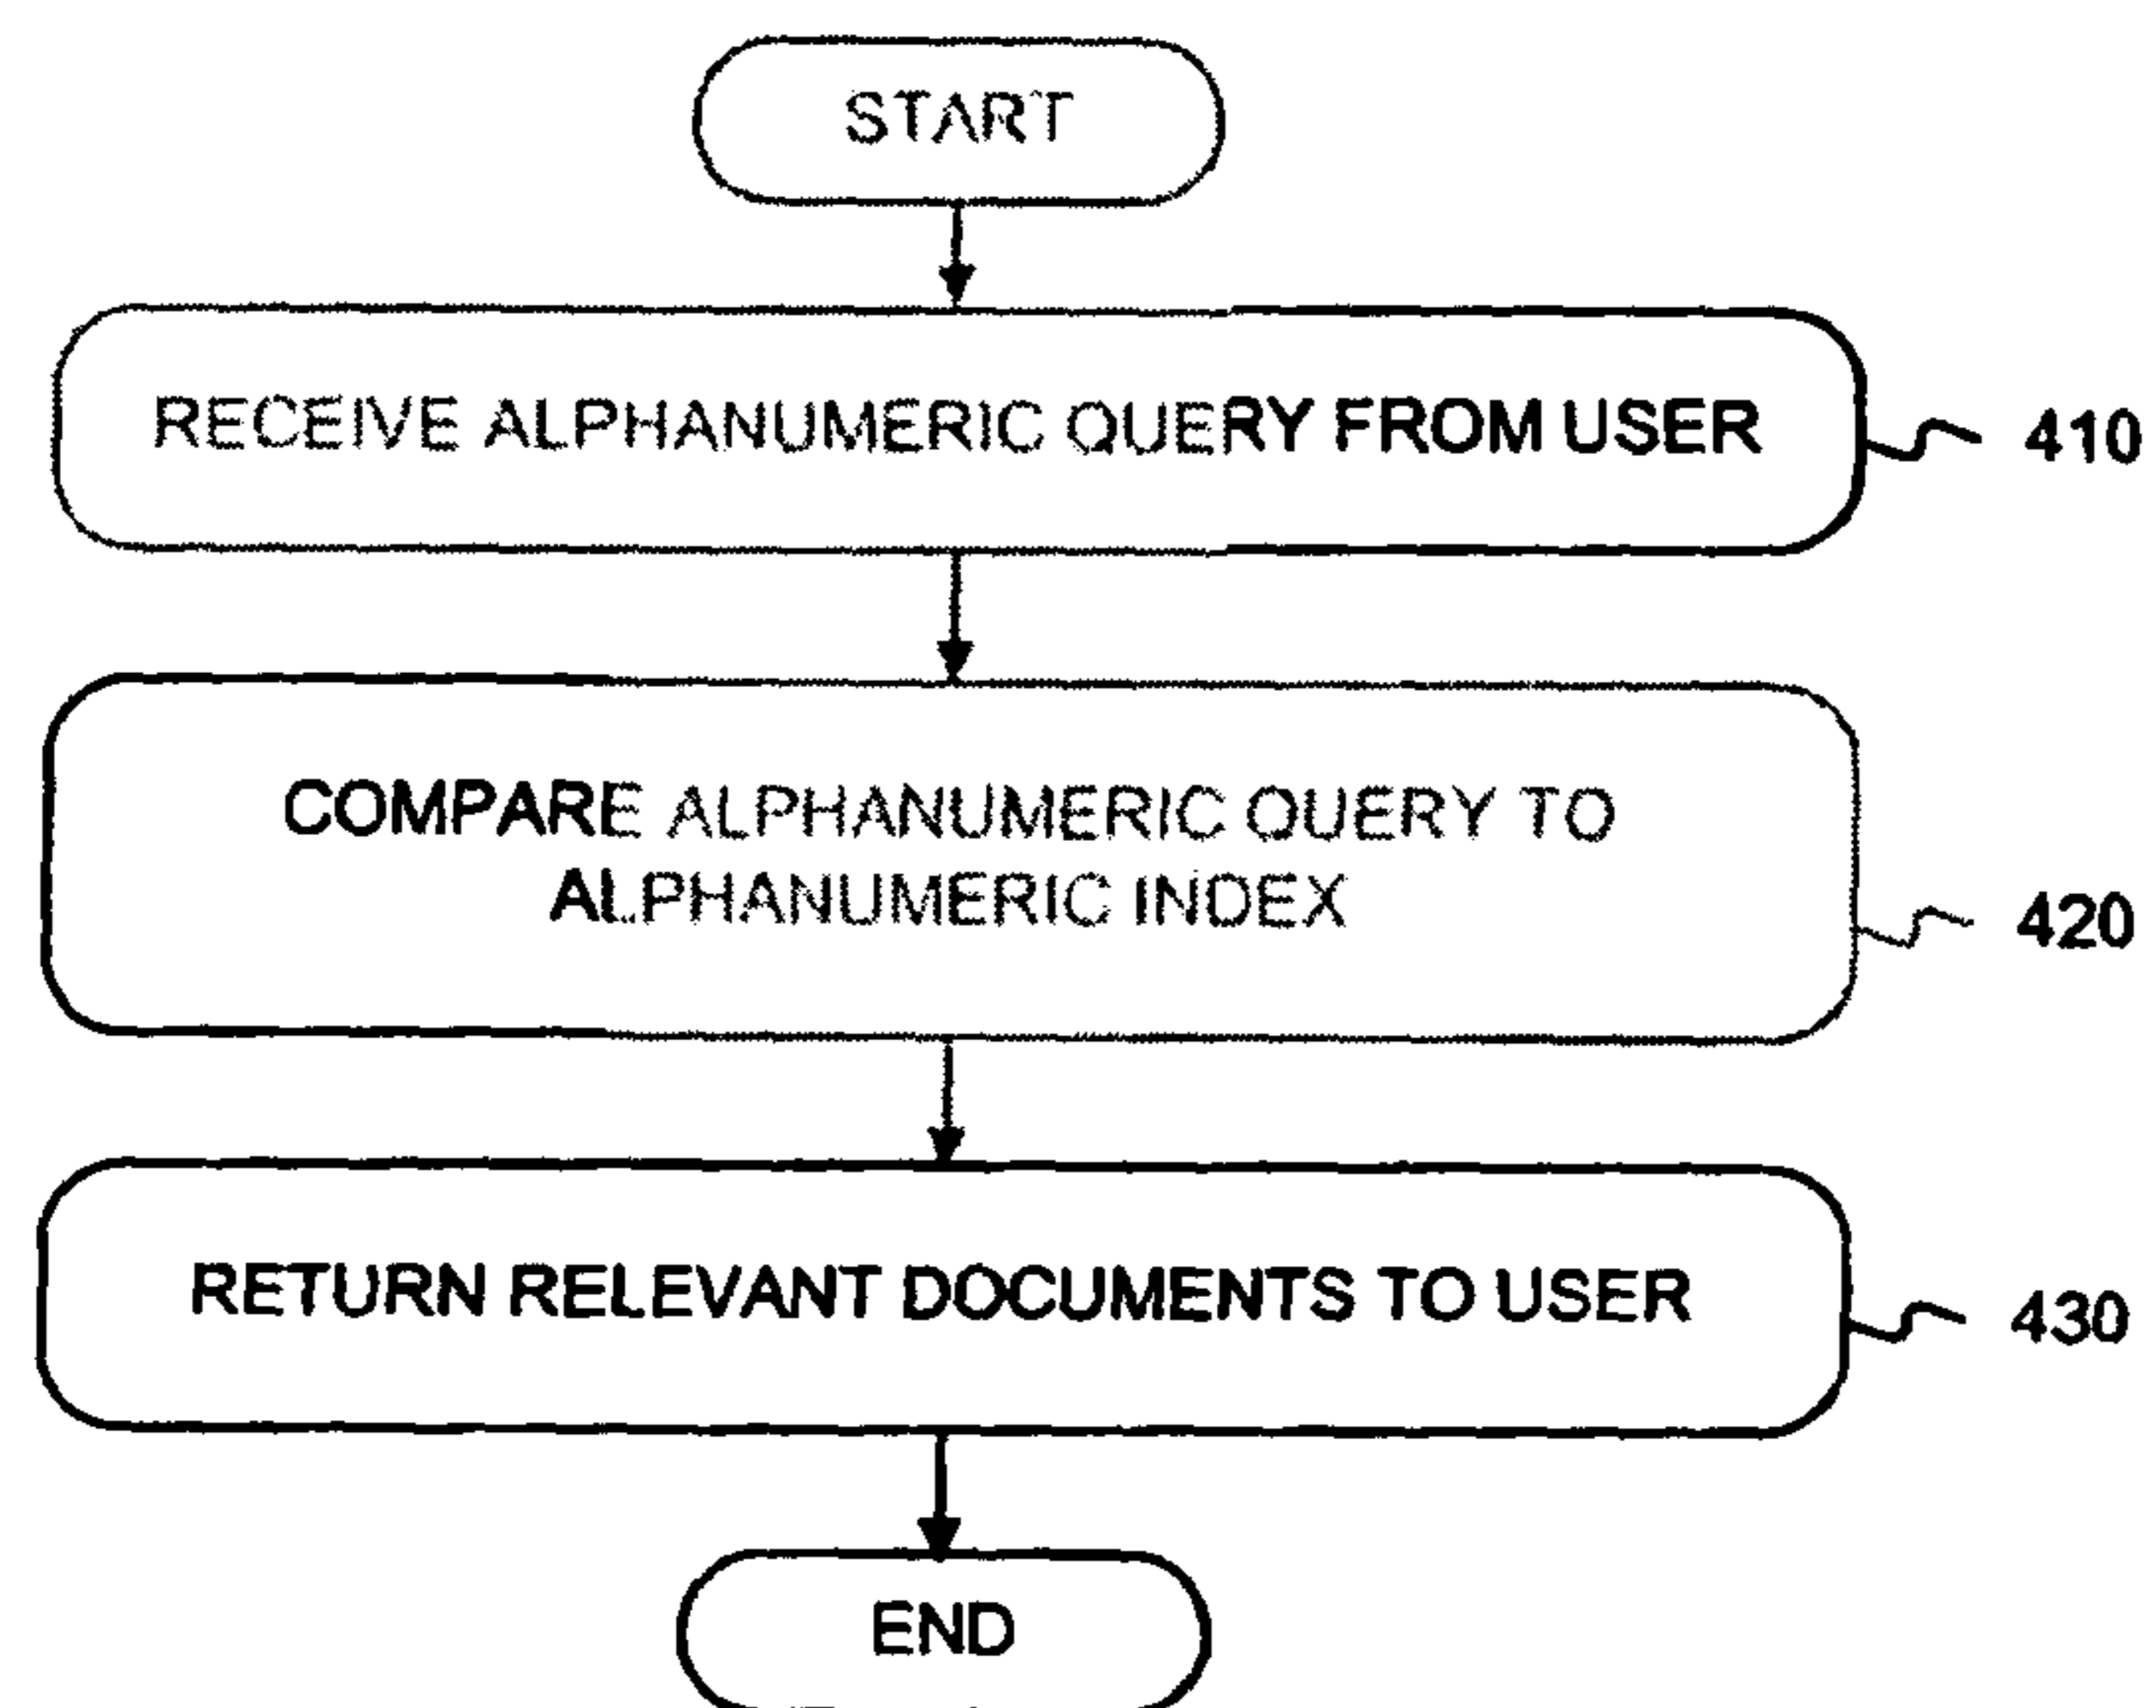 START
RECEIVE ALPHANUMERIC QUERY FROM USER
410
COMPARE ALPHANUMERIC QUERY TO
ALPHANUMERIC INDEX
420
RETURN RELEVANT DOCUMENTS TO USER
430
END